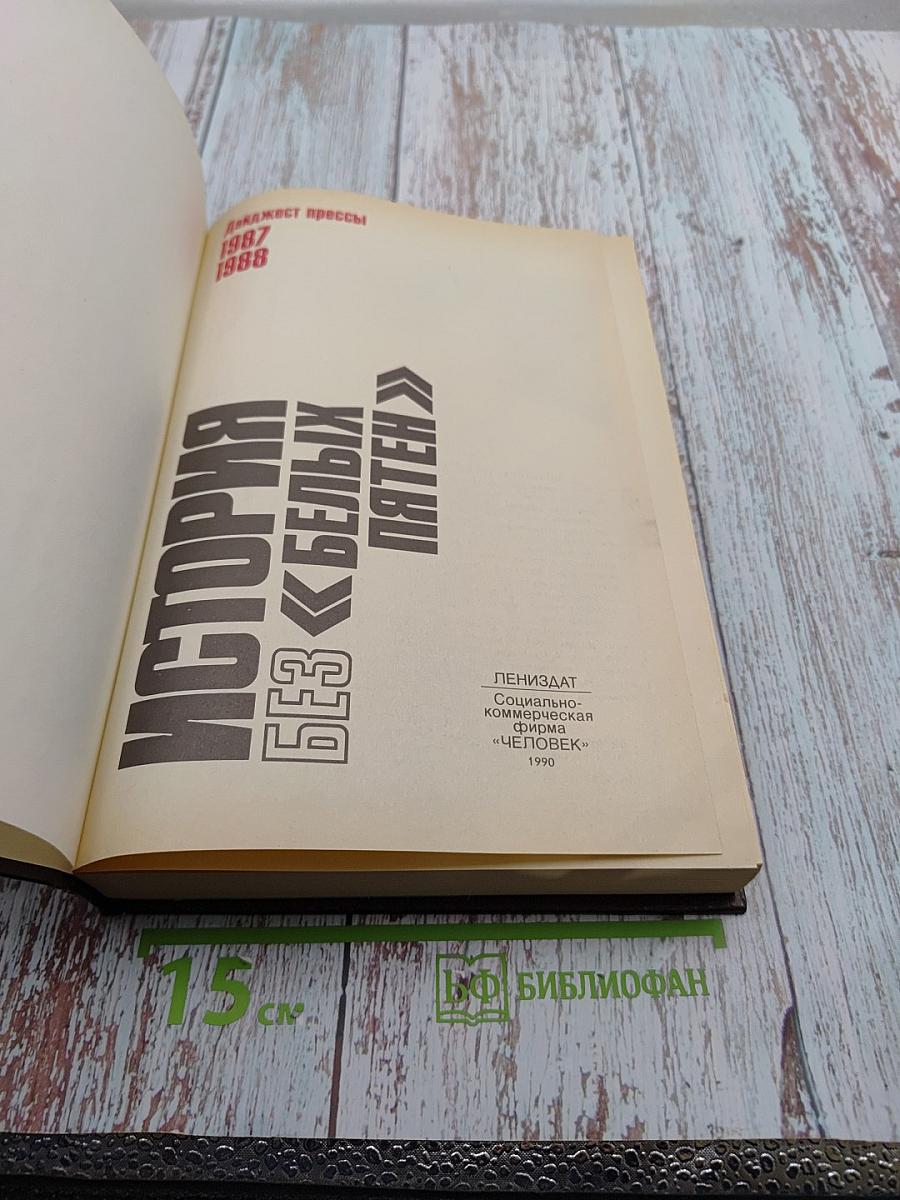 Дайджест прессы
1987
1988
ИСТОРИЯ
БЕЗ «БЕЛЫХ
ПЯТЕН»
ЛЕНИЗДАТ
Социально-
коммерческая
фирма
«ЧЕЛОВЕК»
1990
15 см
БФ БИБЛИОФАН